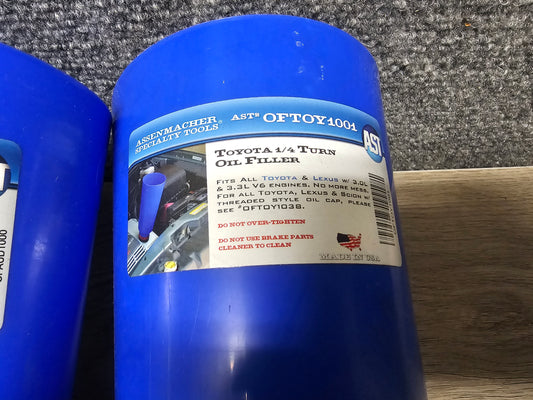 ASSENMACHER
SPECIALTY TOOLS®
AST® OFTOY1001
AST
TOYOTA 1/4 TURN
OIL FILLER
FITS ALL TOYOTA & LEXUS W/ 3.0L
& 3.3L V6 ENGINES. NO MORE MESS.
FOR ALL TOYOTA, LEXUS & SCION W/
THREADED STYLE OIL CAP, PLEASE
SEE #OFTOY1038.
DO NOT OVER-TIGHTEN
DO NOT USE BRAKE PARTS
CLEANER TO CLEAN
MADE IN USA